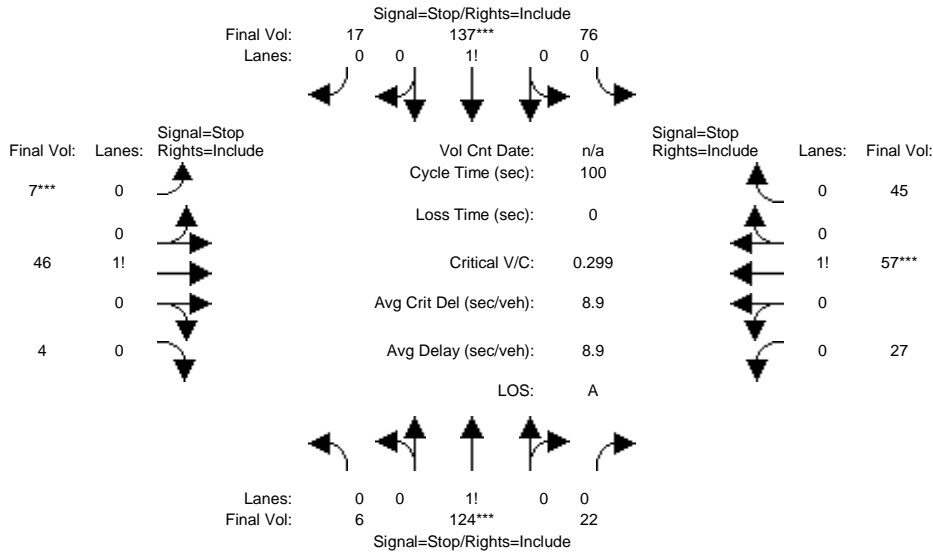 Signal=Stop/Rights=Include
Final Vol: 17 137*** 76
Lanes: 0 0 1! 0 0
Signal=Stop Signal=Stop
Final Vol: Lanes: Rights=Include Vol Cnt Date: n/a Rights=Include Lanes: Final Vol:
Cycle Time (sec): 100
7*** 0 0 45
Loss Time (sec): 0
0 0
46 1! Critical V/C: 0.299 1! 57***
0 Avg Crit Del (sec/veh): 8.9 0
4 0 Avg Delay (sec/veh): 8.9 0 27
LOS: A
Lanes: 0 0 1! 0 0
Final Vol: 6 124*** 22
Signal=Stop/Rights=Include